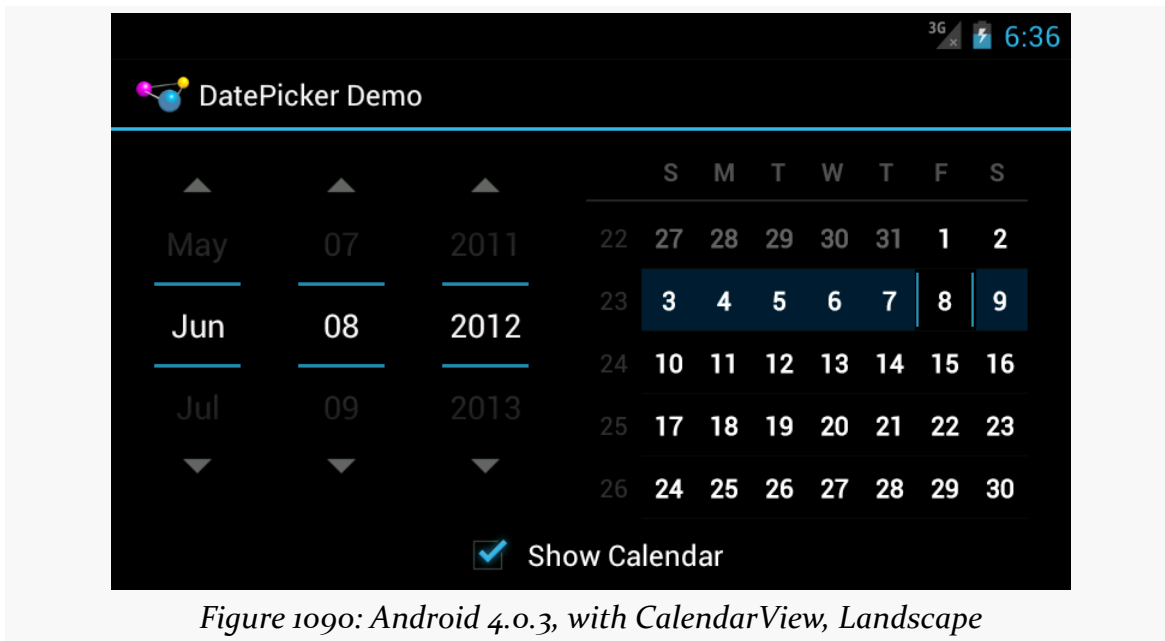 3G 6:36
DatePicker Demo
S M T W T F S
May 07 2011
22 27 28 29 30 31 1 2
Jun 08 2012
23 3 4 5 6 7 8 9
24 10 11 12 13 14 15 16
Jul 09 2013
25 17 18 19 20 21 22 23
26 24 25 26 27 28 29 30
Show Calendar
Figure 1090: Android 4.0.3, with CalendarView, Landscape